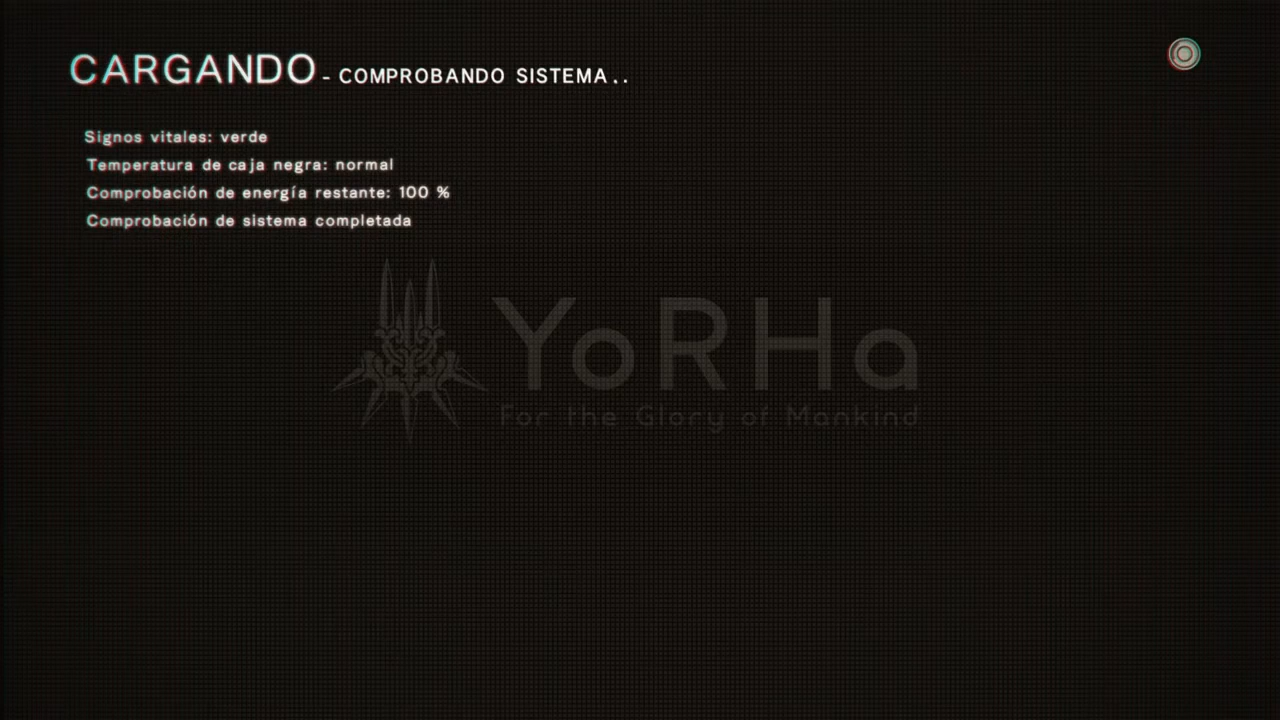 CARGANDO - COMPROBANDO SISTEMA..
Signos vitales: verde
Temperatura de caja negra: normal
Comprobación de energía restante: 100 %
Comprobación de sistema completada
YoRHa
For the Glory of Mankind